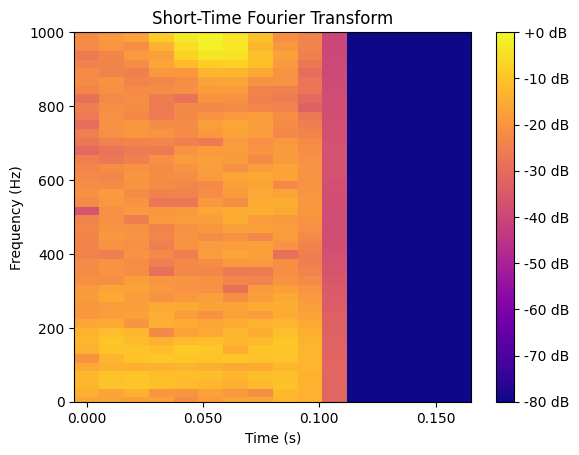 Short-Time Fourier Transform
1000
800
600
400
200
0
Frequency (Hz)
0.000
0.050
0.100
0.150
Time (s)
+0 dB
-10 dB
-20 dB
-30 dB
-40 dB
-50 dB
-60 dB
-70 dB
-80 dB